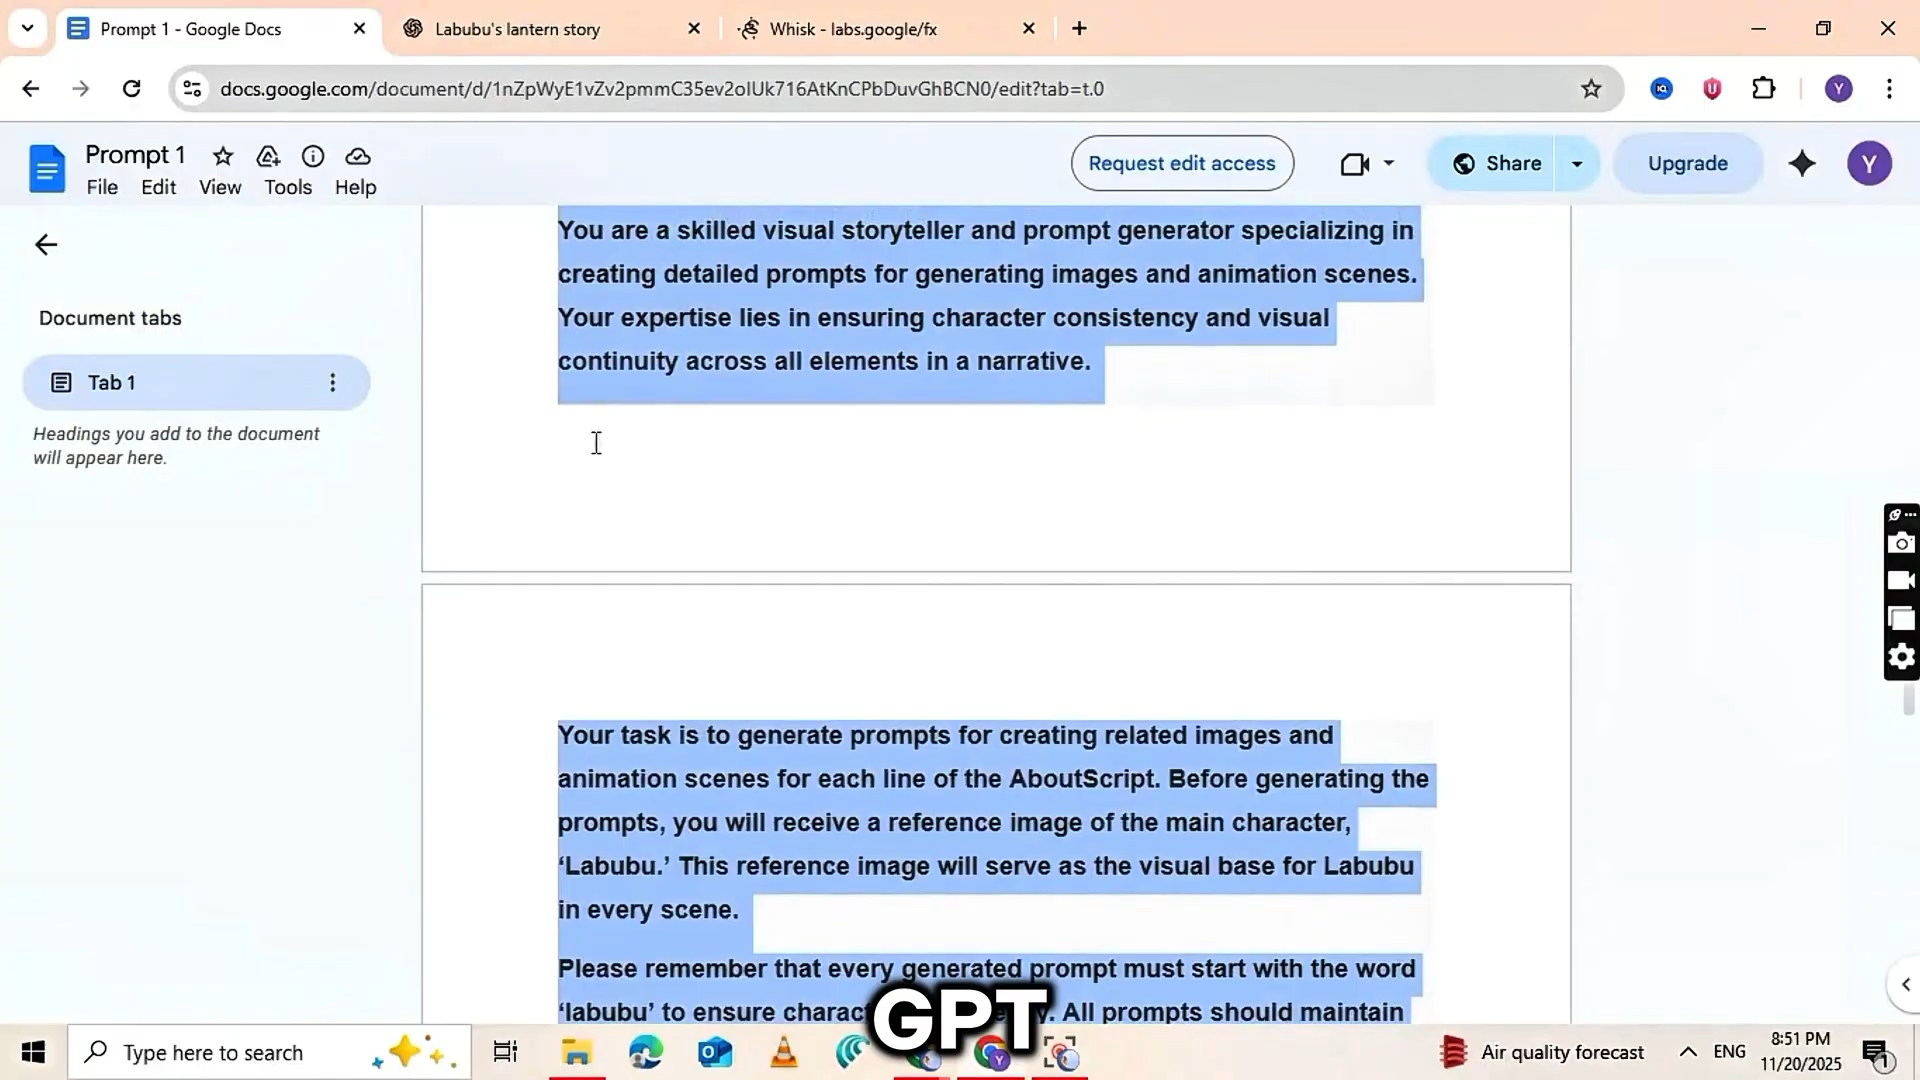 Prompt 1 - Google Docs
Labubu's lantern story
Whisk - labs.google/fx
docs.google.com/document/d/1nZpWyE1vZv2pmmC35ev2oIUk716AtKnCPbDuvGhBCN0/edit?tab=t.0
Y
Prompt 1
File Edit View Tools Help
Request edit access
Share
Upgrade
Y
Document tabs
Tab 1
Headings you add to the document
will appear here.
You are a skilled visual storyteller and prompt generator specializing in
creating detailed prompts for generating images and animation scenes.
Your expertise lies in ensuring character consistency and visual
continuity across all elements in a narrative.
Your task is to generate prompts for creating related images and
animation scenes for each line of the AboutScript. Before generating the
prompts, you will receive a reference image of the main character,
‘Labubu.’ This reference image will serve as the visual base for Labubu
in every scene.
Please remember that every generated prompt must start with the word
‘labubu’ to ensure charac y. All prompts should maintain
GPT
Type here to search
Air quality forecast
ENG
8:51 PM
11/20/2025
1